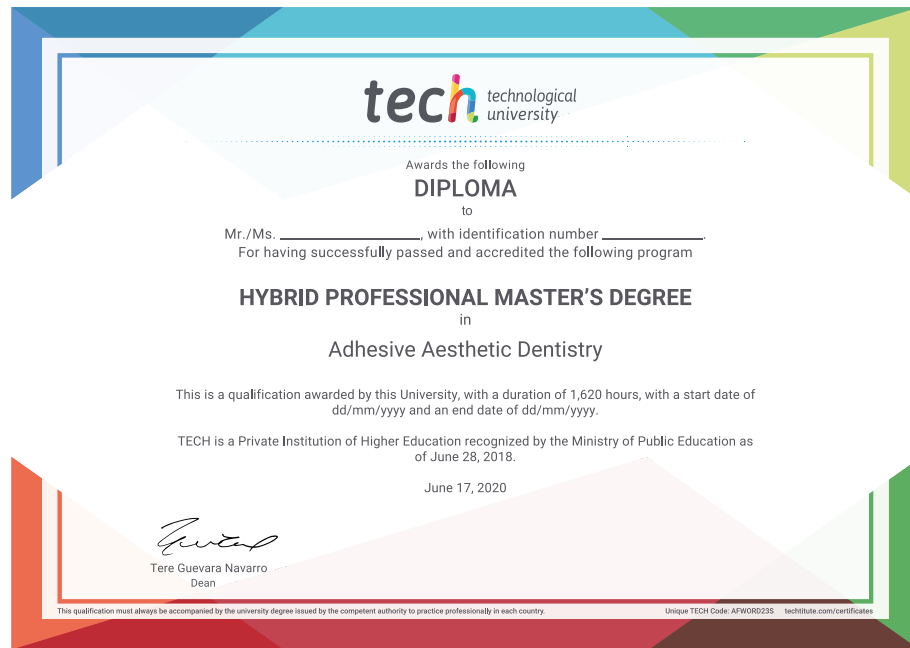 tech technological
university
Awards the following
DIPLOMA
to
Mr./Ms. ____________, with identification number ____________.
For having successfully passed and accredited the following program
HYBRID PROFESSIONAL MASTER'S DEGREE
in
Adhesive Aesthetic Dentistry
This is a qualification awarded by this University, with a duration of 1,620 hours, with a start date of
dd/mm/yyyy and an end date of dd/mm/yyyy.
TECH is a Private Institution of Higher Education recognized by the Ministry of Public Education as
of June 28, 2018.
June 17, 2020
Tere Guevara Navarro
Dean
This qualification must always be accompanied by the university degree issued by the competent authority to practice professionally in each country. Unique TECH Code: AFWORD23S techtitute.com/certificates